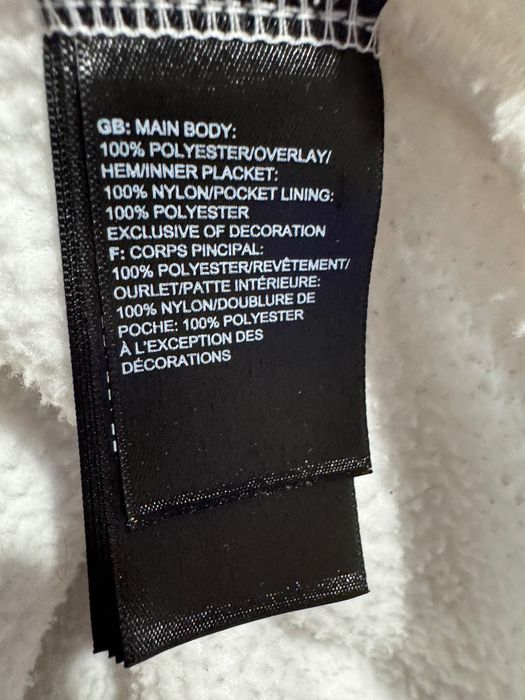 GB: MAIN BODY:
100% POLYESTER/OVERLAY/
HEM/INNER PLACKET:
100% NYLON/POCKET LINING:
100% POLYESTER
EXCLUSIVE OF DECORATION
F: CORPS PINCIPAL:
100% POLYESTER/REVÊTEMENT/
OURLET/PATTE INTÉRIEURE:
100% NYLON/DOUBLURE DE
POCHE: 100% POLYESTER
À L'EXCEPTION DES
DÉCORATIONS